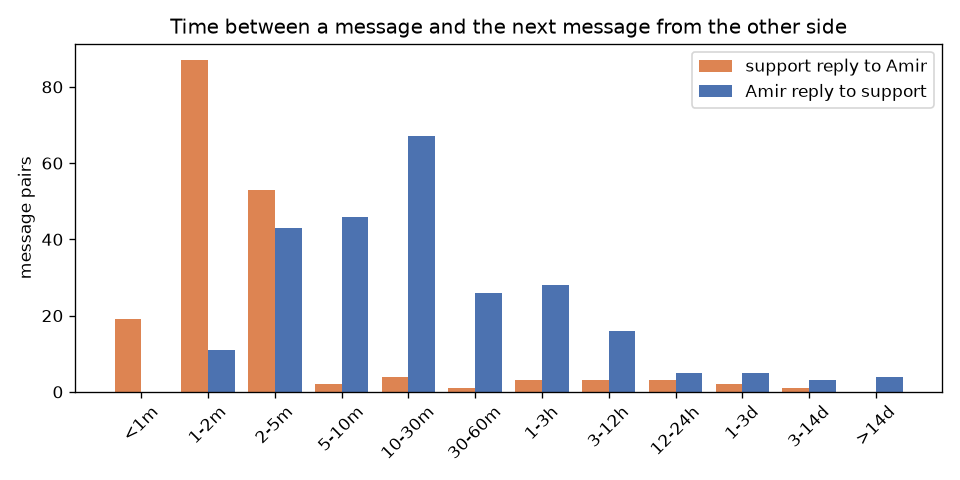 Time between a message and the next message from the other side
support reply to Amir
Amir reply to support
message pairs
80
60
40
20
0
<1m
1-2m
2-5m
5-10m
10-30m
30-60m
1-3h
3-12h
12-24h
1-3d
3-14d
>14d